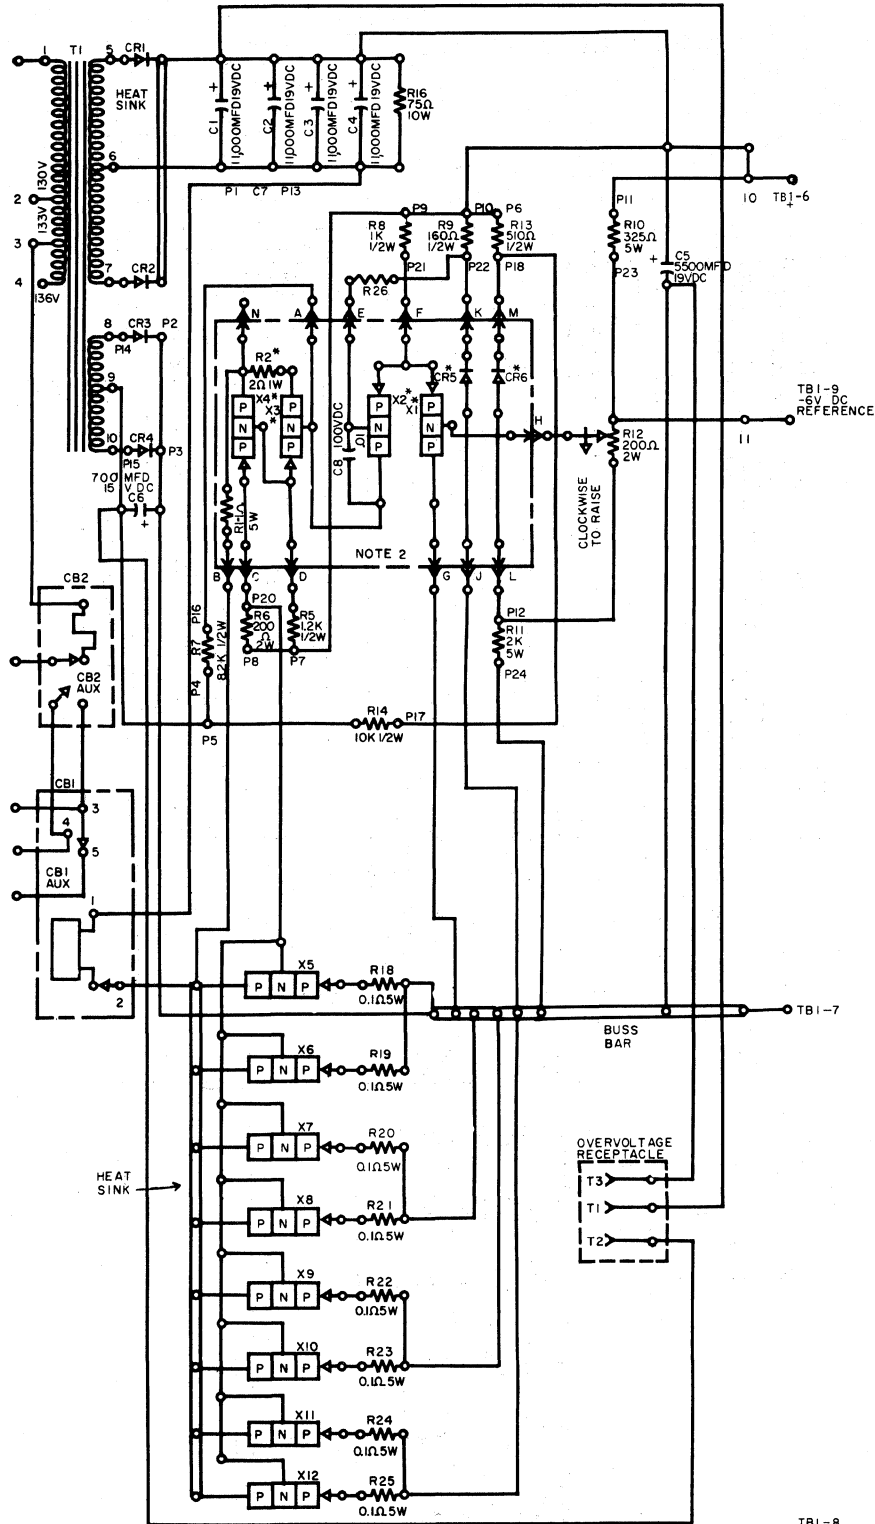 1
T1
5
CR1
HEAT
SINK
130V
6
2
133V
3
4
136V
7
CR2
+
C1
11,000MFD19VDC
+
C2
11,000MFD19VDC
+
C3
11,000MFD19VDC
+
C4
11,000MFD19VDC
R16
75Ω
10W
P1 C7 P13
8
P14
CR3
P2
9
10
P15
CR4
P3
700 MFD
15 V DC
C6
+
P9
P10
P6
R8
1K
1/2W
R9
160Ω
1/2W
R13
510Ω
1/2W
P21
P22
P18
R26
P11
R10
325Ω
5W
P23
10
TB1-6
+
+
C5
5500MFD
19VDC
N
A
E
F
K
M
R2*
2Ω 1W
X4*
X3
*
P
N
P
P
N
P
100VDC
C8
D1
X2*
X1
*
P
N
P
P
N
P
CR5
*
CR6
*
H
R12
200Ω
2W
CLOCKWISE
TO RAISE
TB1-9
-6V DC
REFERENCE
11
R1-1Ω
5W
NOTE 2
B
C
D
G
J
L
P20
R6
200
Ω
2W
P8
R5
1.2K
1/2W
P7
P16
R7
82K 1/2W
P4
P5
P12
R11
2K
5W
P24
R14
P17
10K 1/2W
CB2
CB2
AUX
CB1
3
4
5
CB1
AUX
1
2
X5
P N P
R18
0.1Ω5W
X6
P N P
R19
0.1Ω5W
BUSS
BAR
TB1-7
X7
P N P
R20
0.1Ω5W
HEAT
SINK
X8
P N P
R21
0.1Ω5W
OVERVOLTAGE
RECEPTACLE
T3
T1
T2
X9
P N P
R22
0.1Ω5W
X10
P N P
R23
0.1Ω5W
X11
P N P
R24
0.1Ω5W
X12
P N P
R25
0.1Ω5W
TB1-8